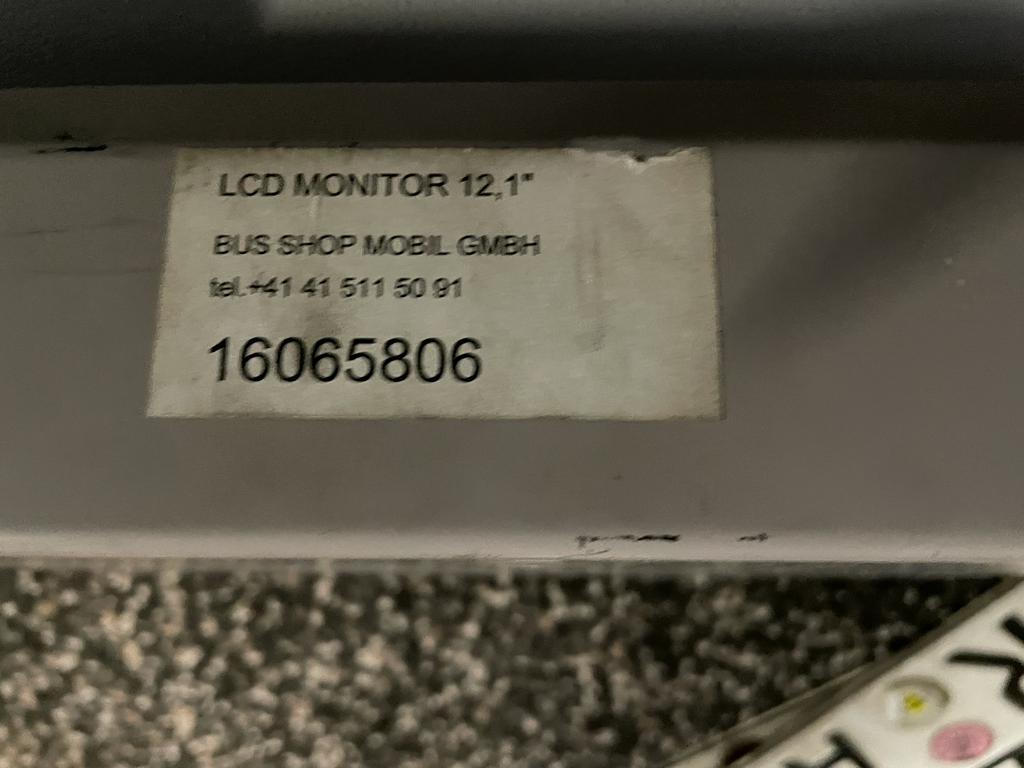 LCD MONITOR 12,1"
BUS SHOP MOBIL GMBH
tel.+41 41 511 50 91
16065806